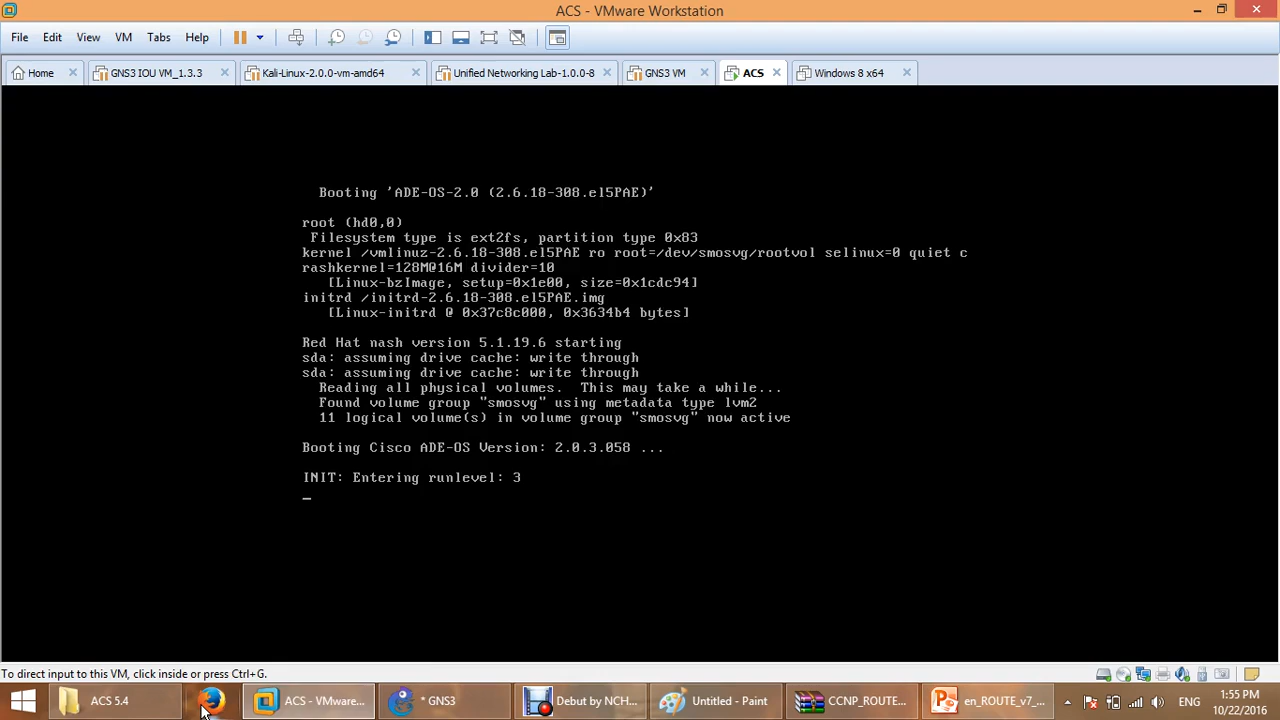 ACS - VMware Workstation
File Edit View VM Tabs Help
Home GNS3 IOU VM_1.3.3 Kali-Linux-2.0.0-vm-amd64 Unified Networking Lab-1.0.0-8 GNS3 VM ACS Windows 8 x64
Booting 'ADE-OS-2.0 (2.6.18-308.el5PAE)'
root (hd0,0)
Filesystem type is ext2fs, partition type 0x83
kernel /vmlinuz-2.6.18-308.el5PAE ro root=/dev/smosvg/rootvol selinux=0 quiet c
rashkernel=128M@16M divider=10
[Linux-bzImage, setup=0x1e00, size=0x1cdc94]
initrd /initrd-2.6.18-308.el5PAE.img
[Linux-initrd @ 0x37c8c000, 0x3634b4 bytes]
Red Hat nash version 5.1.19.6 starting
sda: assuming drive cache: write through
sda: assuming drive cache: write through
Reading all physical volumes.  This may take a while...
Found volume group "smosvg" using metadata type lvm2
11 logical volume(s) in volume group "smosvg" now active
Booting Cisco ADE-OS Version: 2.0.3.058 ...
INIT: Entering runlevel: 3
_
To direct input to this VM, click inside or press Ctrl+G.
ACS 5.4 ACS - VMware... * GNS3 Debut by NCH... Untitled - Paint CCNP_ROUTE... en_ROUTE_v7_... ENG 1:55 PM
10/22/2016